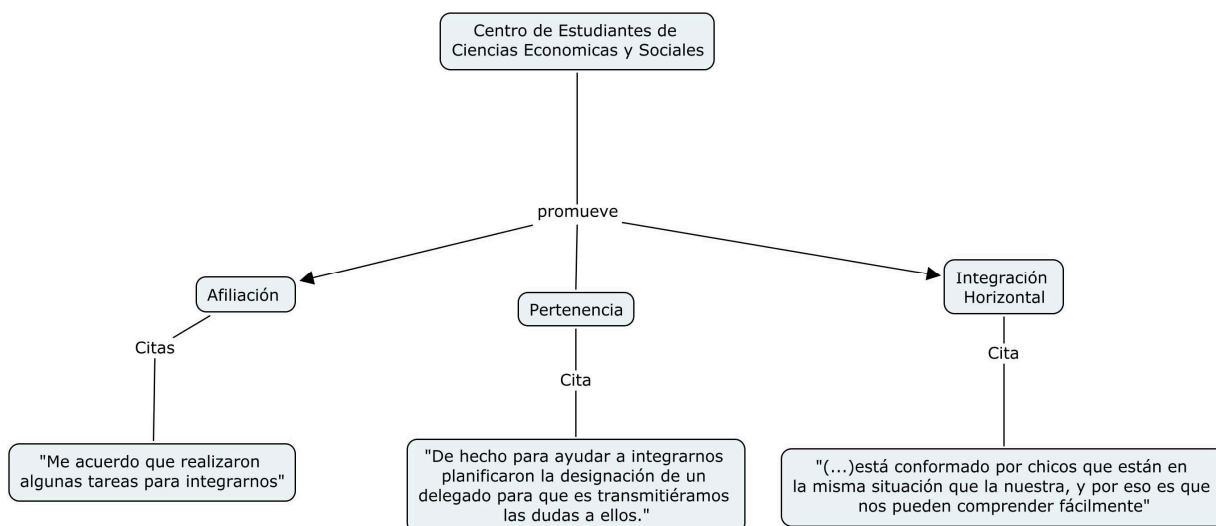 Centro de Estudiantes de
Ciencias Economicas y Sociales
promueve
Afiliación
Pertenencia
Integración
Horizontal
Citas
Cita
Cita
"Me acuerdo que realizaron
algunas tareas para integrarnos"
"De hecho para ayudar a integrarnos
planificaron la designación de un
delegado para que es transmitiéramos
las dudas a ellos."
"(...)está conformado por chicos que están en
la misma situación que la nuestra, y por eso es que
nos pueden comprender fácilmente"